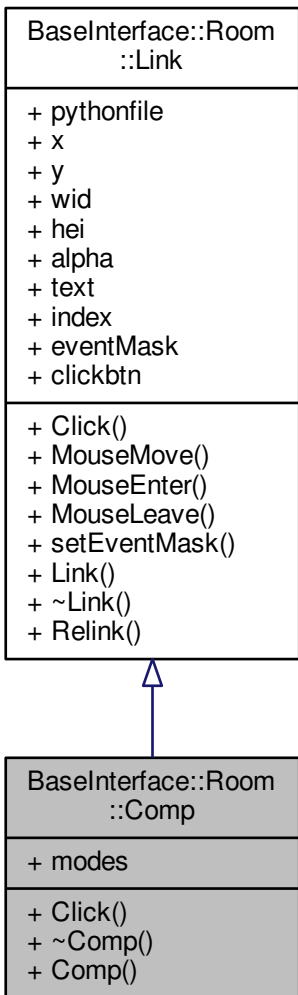 BaseInterface::Room
::Link
+ pythonfile
+ x
+ y
+ wid
+ hei
+ alpha
+ text
+ index
+ eventMask
+ clickbtn
+ Click()
+ MouseMove()
+ MouseEnter()
+ MouseLeave()
+ setEventMask()
+ Link()
+ ~Link()
+ Relink()
BaseInterface::Room
::Comp
+ modes
+ Click()
+ ~Comp()
+ Comp()